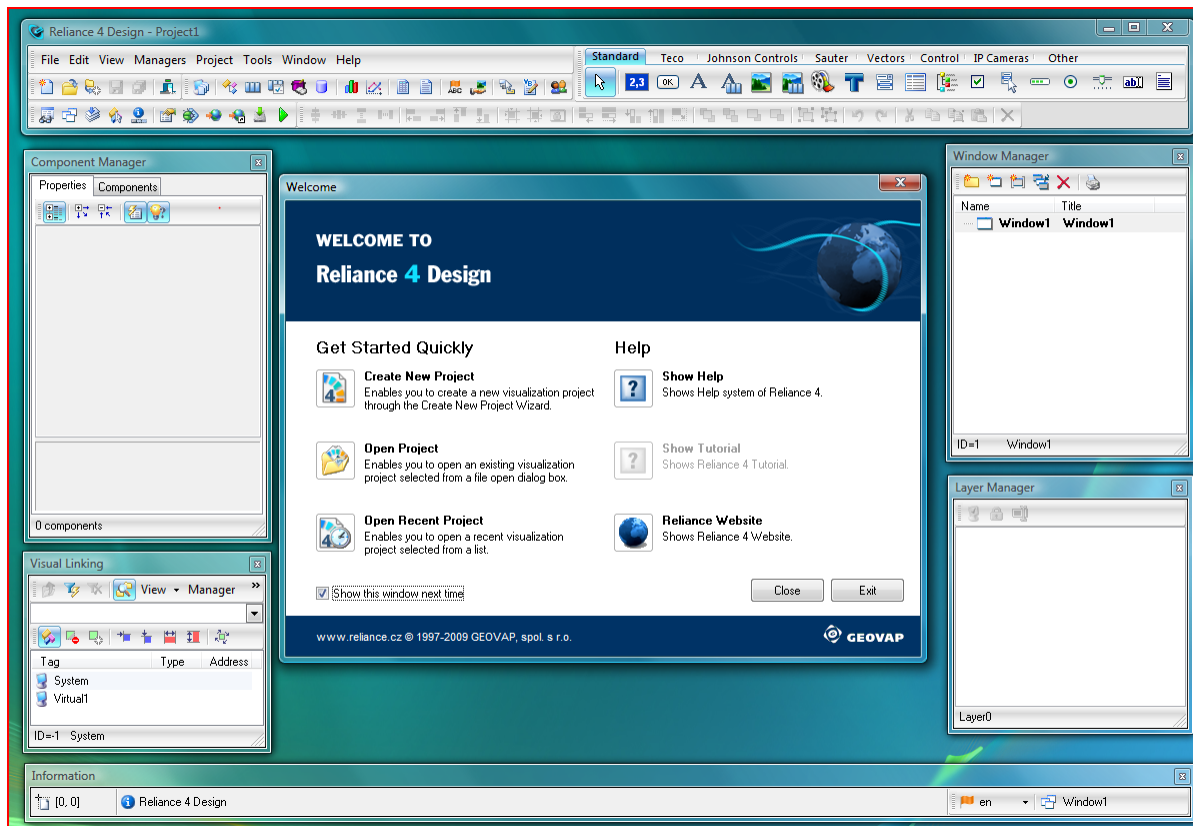 Reliance 4 Design - Project1
File Edit View Managers Project Tools Window Help
Standard Teco Johnson Controls Sauter Vectors Control IP Cameras Other
2,3 OK A A T ab
ABC
Component Manager
Properties Components
0 components
Visual Linking
View Manager »
Tag Type Address
System
Virtual1
ID=-1 System
Welcome
WELCOME TO
Reliance 4 Design
Get Started Quickly
Create New Project
Enables you to create a new visualization project
through the Create New Project Wizard.
Open Project
Enables you to open an existing visualization
project selected from a file open dialog box.
Open Recent Project
Enables you to open a recent visualization
project selected from a list.
Help
Show Help
Shows Help system of Reliance 4.
Show Tutorial
Shows Reliance 4 Tutorial.
Reliance Website
Shows Reliance 4 Website.
Show this window next time
Close Exit
www.reliance.cz © 1997-2009 GEOVAP, spol. s r.o.
GEOVAP
Window Manager
Name Title
Window1 Window1
ID=1 Window1
Layer Manager
Layer0
Information
[0, 0] Reliance 4 Design
en Window1